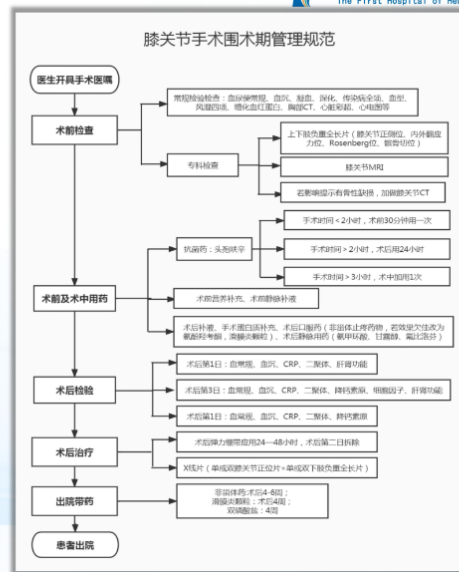 The First Hospital of He
膝关节手术围术期管理规范
医生开具手术医嘱
术前检查
常规检验检查：血尿便常规、血沉、凝血、深化、传染病全项、血型、
风湿四项、糖化血红蛋白、胸部CT、心脏彩超、心电图等
专科检查
上下肢负重全长片（膝关节正侧位、内外翻应
力位、Rosenberg位、髌骨切位）
膝关节MRI
若影响提示有骨性缺损，加做膝关节CT
术前及术中用药
抗菌药：头孢呋辛
手术时间＜2小时，术前30分钟用一次
手术时间＞2小时，术后用24小时
手术时间＞3小时，术中加用1次
术前营养补充、术前静脉补液
术后补液、手术蛋白质补充、术后口服药（非甾体止疼药物，若效果欠佳改为
氨酚羟考酮，滑膜炎颗粒）、术后静脉用药（氨甲环酸、甘露醇、氟比洛芬）
术后检验
术后第1日：血常规、血沉、CRP、二聚体、肝肾功能
术后第3日：血常规、血沉、CRP、二聚体、降钙素原、细胞因子、肝肾功能
术后第1日：血常规、血沉、CRP、二聚体、降钙素原
术后治疗
术后弹力绷带应用24—48小时，术后第二日拆除
X线片（单或双膝关节正位片+单或双下肢负重全长片）
出院带药
非甾体药:术后4-6周；
滑膜炎颗粒：术后4周；
双磷酸盐：4周
患者出院